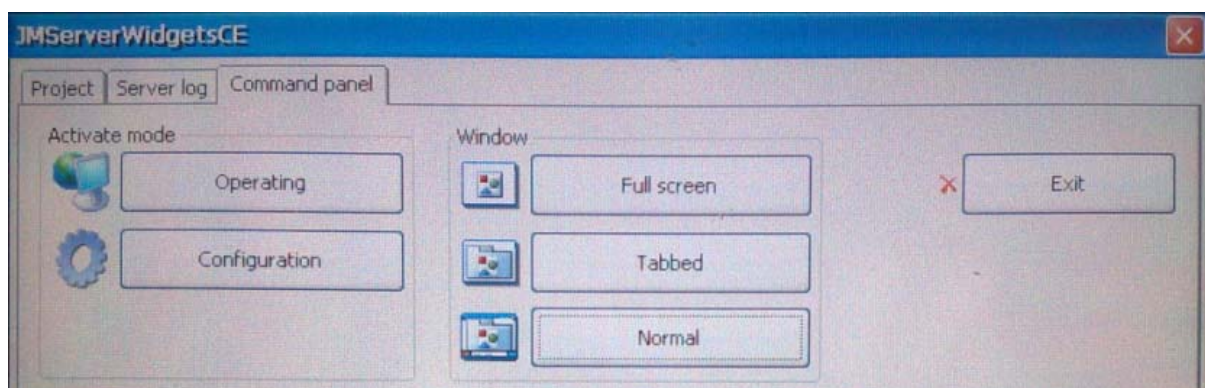 JMServerWidgetsCE
Project Server log Command panel
Activate mode
Operating
Configuration
Window
Full screen
Tabbed
Normal
Exit